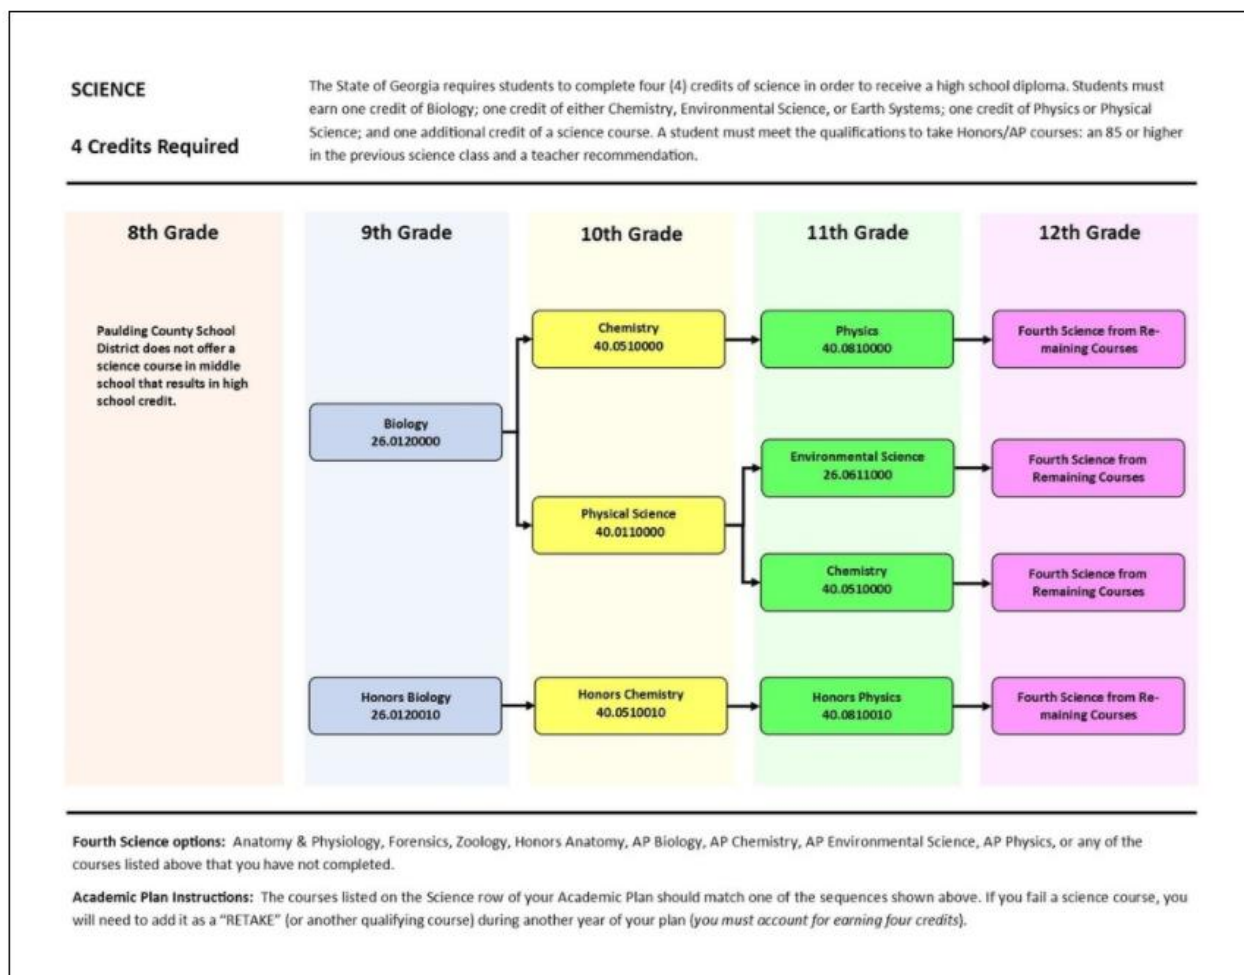 SCIENCE
4 Credits Required
The State of Georgia requires students to complete four (4) credits of science in order to receive a high school diploma. Students must
earn one credit of Biology; one credit of either Chemistry, Environmental Science, or Earth Systems; one credit of Physics or Physical
Science; and one additional credit of a science course. A student must meet the qualifications to take Honors/AP courses: an 85 or higher
in the previous science class and a teacher recommendation.
8th Grade
9th Grade
10th Grade
11th Grade
12th Grade
Paulding County School
District does not offer a
science course in middle
school that results in high
school credit.
Biology
26.0120000
Chemistry
40.0510000
Physics
40.0810000
Fourth Science from Re-
maining Courses
Physical Science
40.0110000
Environmental Science
26.0611000
Fourth Science from
Remaining Courses
Chemistry
40.0510000
Fourth Science from
Remaining Courses
Honors Biology
26.0120010
Honors Chemistry
40.0510010
Honors Physics
40.0810010
Fourth Science from Re-
maining Courses
Fourth Science options: Anatomy & Physiology, Forensics, Zoology, Honors Anatomy, AP Biology, AP Chemistry, AP Environmental Science, AP Physics, or any of the
courses listed above that you have not completed.
Academic Plan Instructions: The courses listed on the Science row of your Academic Plan should match one of the sequences shown above. If you fail a science course, you
will need to add it as a “RETAKE” (or another qualifying course) during another year of your plan (you must account for earning four credits).